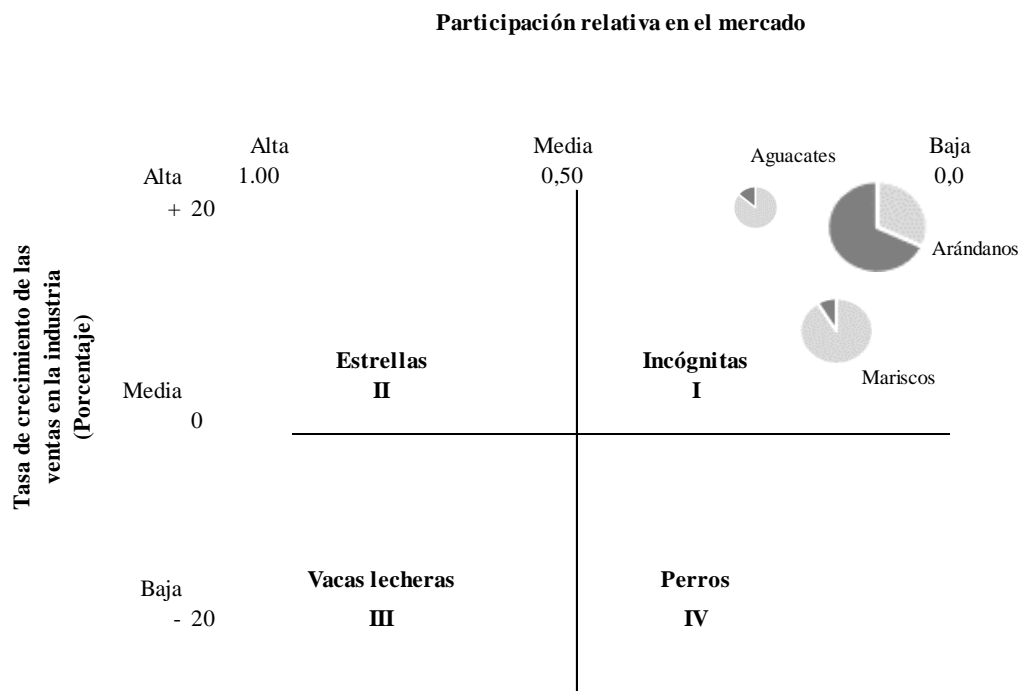 Participación relativa en el mercado
Alta
1.00
Media
0,50
Baja
0,0
Aguacates
Arándanos
Mariscos
Tasa de crecimiento de las
ventas en la industria
(Porcentaje)
Alta
+ 20
Media
0
Baja
- 20
Estrellas
II
Incógnitas
I
Vacas lecheras
III
Perros
IV